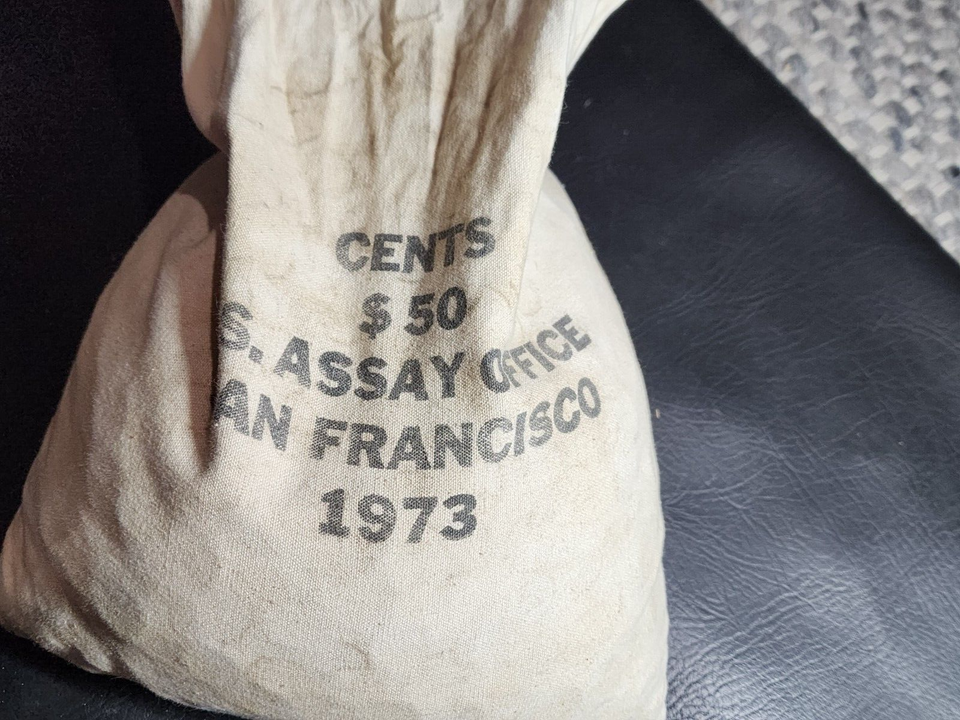 CENTS
$50
S. ASSAY OFFICE
AN FRANCISCO
1973